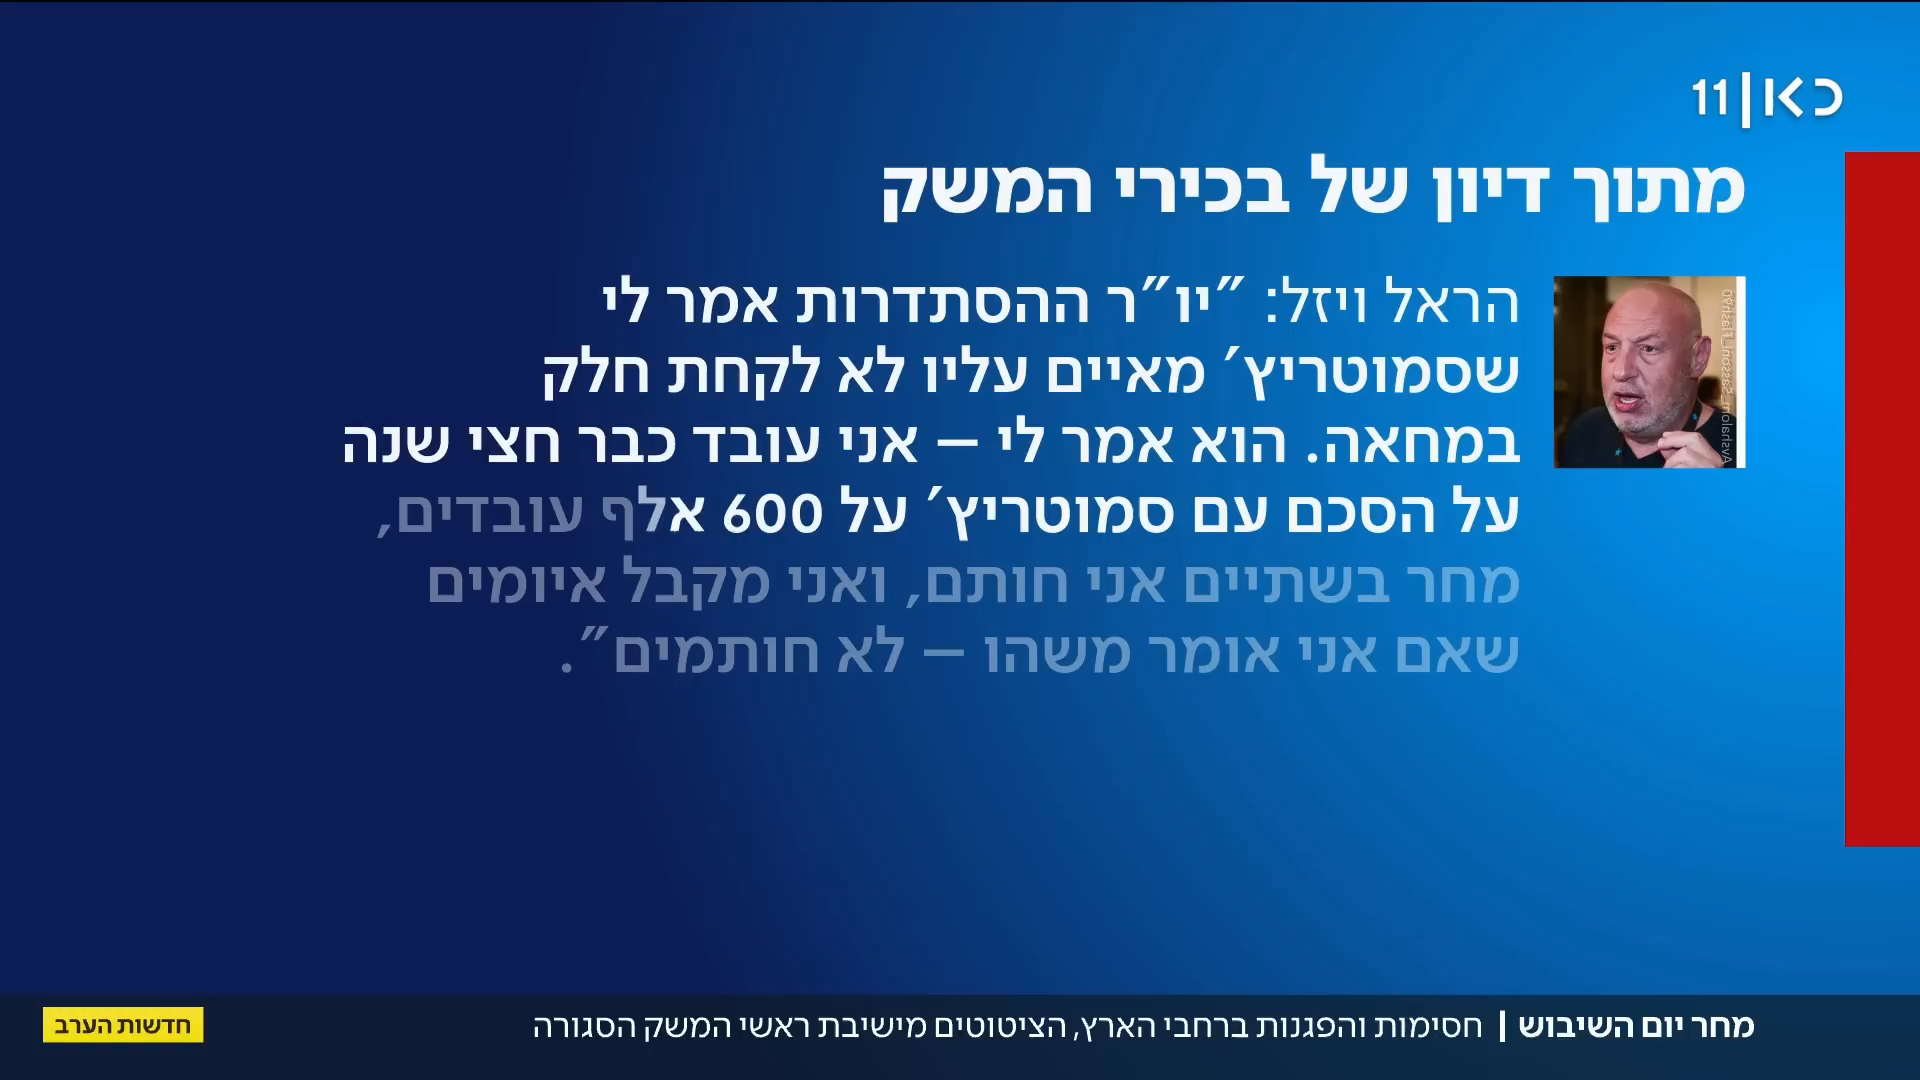 כאן 11
מתוך דיון של בכירי המשק
הראל ויזל: ״יו״ר ההסתדרות אמר לי
שסמוטריץ׳ מאיים עליו לא לקחת חלק
במחאה. הוא אמר לי – אני עובד כבר חצי שנה
על הסכם עם סמוטריץ׳ על 600 אלף עובדים,
מחר בשתיים אני חותם, ואני מקבל איומים
שאם אני אומר משהו – לא חותמים״.
Avshalom Sassoni_Flash90
מחר יום השיבוש | חסימות והפגנות ברחבי הארץ, הציטוטים מישיבת ראשי המשק הסגורה
חדשות הערב